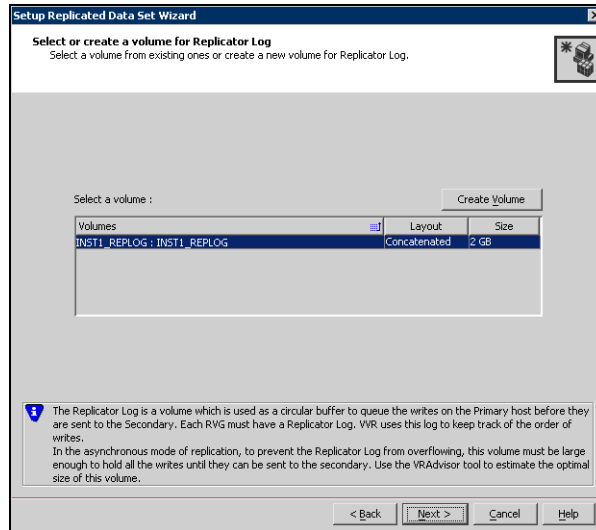 Setup Replicated Data Set Wizard
Select or create a volume for Replicator Log
Select a volume from existing ones or create a new volume for Replicator Log.
Select a volume :
Create Volume
Volumes Layout Size
INST1_REPLOG : INST1_REPLOG Concatenated 2 GB
The Replicator Log is a volume which is used as a circular buffer to queue the writes on the Primary host before they
are sent to the Secondary. Each RVG must have a Replicator Log. VVR uses this log to keep track of the order of
writes.
In the asynchronous mode of replication, to prevent the Replicator Log from overflowing, this volume must be large
enough to hold all the writes until they can be sent to the secondary. Use the VRAdvisor tool to estimate the optimal
size of this volume.
< Back Next > Cancel Help